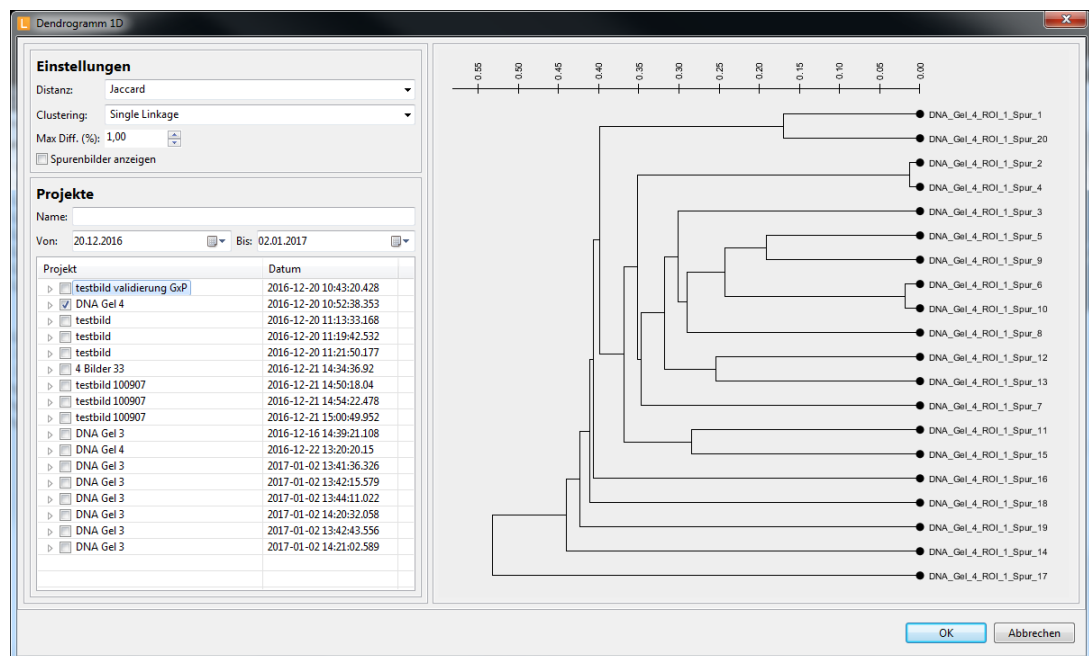 L Dendrogramm 1D
Einstellungen
Distanz: Jaccard
Clustering: Single Linkage
Max Diff. (%): 1,00
Spurenbilder anzeigen
Projekte
Name:
Von: 20.12.2016 Bis: 02.01.2017
Projekt Datum
testbild validierung GxP 2016-12-20 10:43:20.428
DNA Gel 4 2016-12-20 10:52:38.353
testbild 2016-12-20 11:13:33.168
testbild 2016-12-20 11:19:42.532
testbild 2016-12-20 11:21:50.177
4 Bilder 33 2016-12-21 14:34:36.92
testbild 100907 2016-12-21 14:50:18.04
testbild 100907 2016-12-21 14:54:22.478
testbild 100907 2016-12-21 15:00:49.952
DNA Gel 3 2016-12-16 14:39:21.108
DNA Gel 4 2016-12-22 13:20:20.15
DNA Gel 3 2017-01-02 13:41:36.326
DNA Gel 3 2017-01-02 13:42:15.579
DNA Gel 3 2017-01-02 13:44:11.022
DNA Gel 3 2017-01-02 14:20:32.058
DNA Gel 3 2017-01-02 13:42:43.556
DNA Gel 3 2017-01-02 14:21:02.589
0.55 0.50 0.45 0.40 0.35 0.30 0.25 0.20 0.15 0.10 0.05 0.00
DNA_Gel_4_ROI_1_Spur_1
DNA_Gel_4_ROI_1_Spur_20
DNA_Gel_4_ROI_1_Spur_2
DNA_Gel_4_ROI_1_Spur_4
DNA_Gel_4_ROI_1_Spur_3
DNA_Gel_4_ROI_1_Spur_5
DNA_Gel_4_ROI_1_Spur_9
DNA_Gel_4_ROI_1_Spur_6
DNA_Gel_4_ROI_1_Spur_10
DNA_Gel_4_ROI_1_Spur_8
DNA_Gel_4_ROI_1_Spur_12
DNA_Gel_4_ROI_1_Spur_13
DNA_Gel_4_ROI_1_Spur_7
DNA_Gel_4_ROI_1_Spur_11
DNA_Gel_4_ROI_1_Spur_15
DNA_Gel_4_ROI_1_Spur_16
DNA_Gel_4_ROI_1_Spur_18
DNA_Gel_4_ROI_1_Spur_19
DNA_Gel_4_ROI_1_Spur_14
DNA_Gel_4_ROI_1_Spur_17
OK Abbrechen